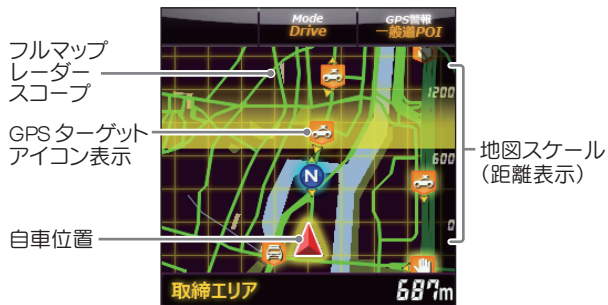 Mode
Drive
GPS警報
一般道POI
フルマップ
レーダー
スコープ
GPSターゲット
アイコン表示
自車位置
1200
600
0
N
地図スケール
（距離表示）
取締エリア
687m